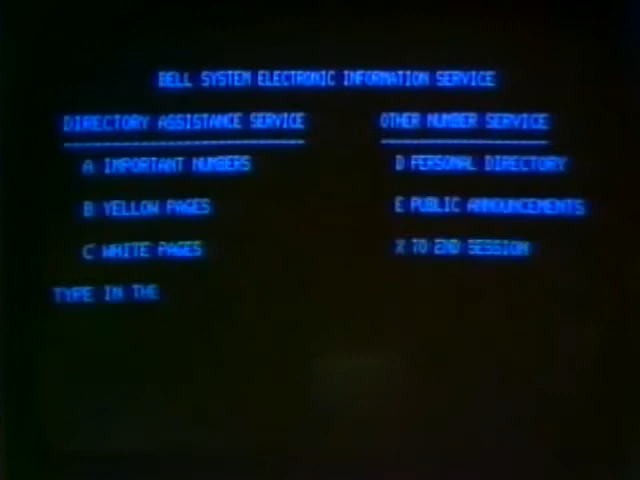 BELL SYSTEM ELECTRONIC INFORMATION SERVICE
DIRECTORY ASSISTANCE SERVICE
A IMPORTANT NUMBERS
B YELLOW PAGES
C WHITE PAGES
OTHER NUMBER SERVICE
D PERSONAL DIRECTORY
E PUBLIC ANNOUNCEMENTS
X TO END SESSION
TYPE IN THE